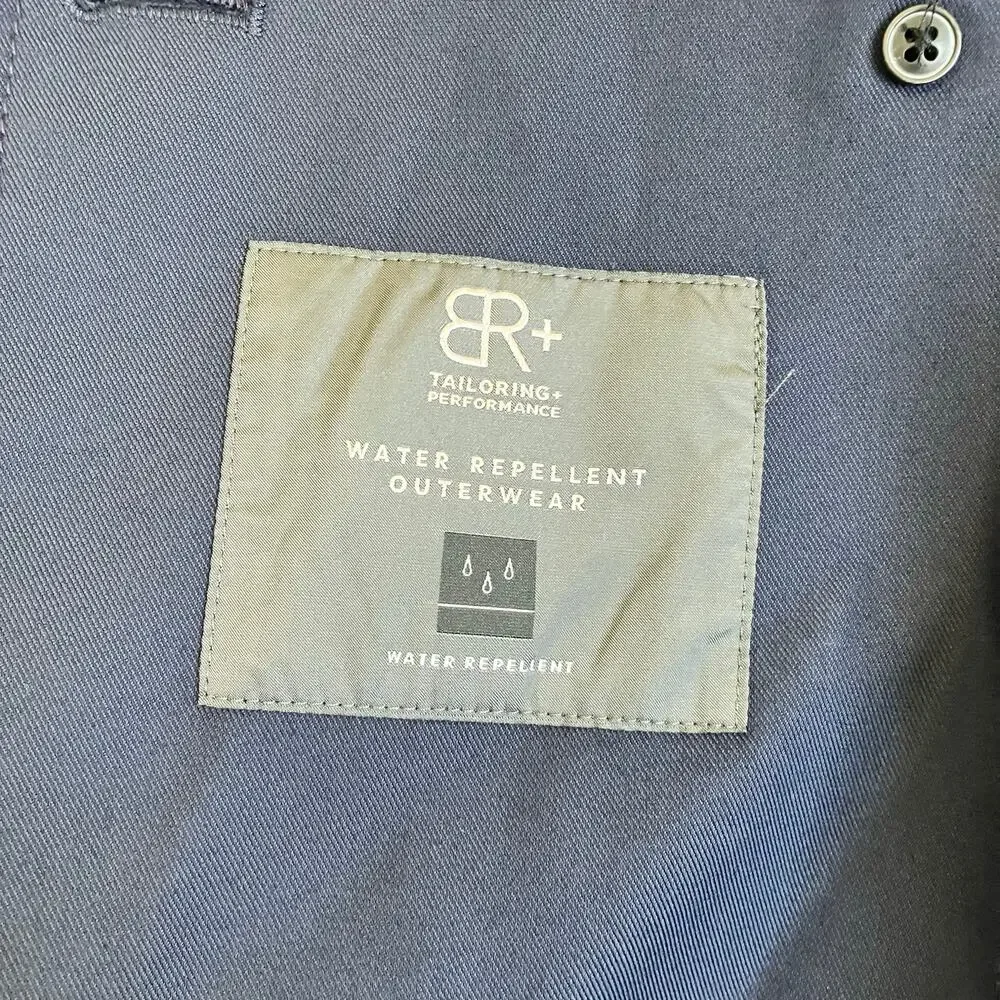 BR+
TAILORING+
PERFORMANCE
WATER REPELLENT
OUTERWEAR
WATER REPELLENT